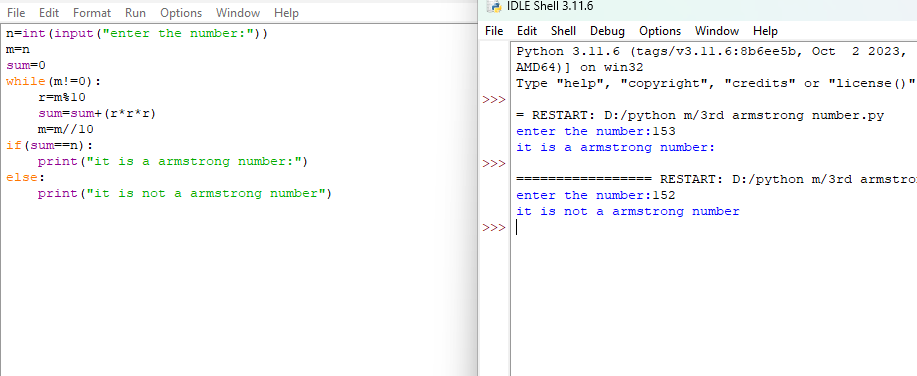 File Edit Format Run Options Window Help
n=int(input("enter the number:"))
m=n
sum=0
while(m!=0):
    r=m%10
    sum=sum+(r*r*r)
    m=m//10
if(sum==n):
    print("it is a armstrong number:")
else:
    print("it is not a armstrong number")
IDLE Shell 3.11.6
File Edit Shell Debug Options Window Help
Python 3.11.6 (tags/v3.11.6:8b6ee5b, Oct  2 2023,
AMD64)] on win32
Type "help", "copyright", "credits" or "license()"
>>>
= RESTART: D:/python m/3rd armstrong number.py
enter the number:153
it is a armstrong number:
>>>
================= RESTART: D:/python m/3rd armstro
enter the number:152
it is not a armstrong number
>>>